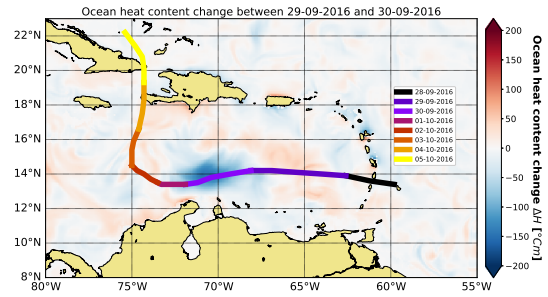 Ocean heat content change between 29-09-2016 and 30-09-2016
22°N
20°N
18°N
16°N
14°N
12°N
10°N
8°N
80°W
75°W
70°W
65°W
60°W
55°W
28-09-2016
29-09-2016
30-09-2016
01-10-2016
02-10-2016
03-10-2016
04-10-2016
05-10-2016
200
150
100
50
0
−50
−100
−150
−200
Ocean heat content change ΔH [°Cm]